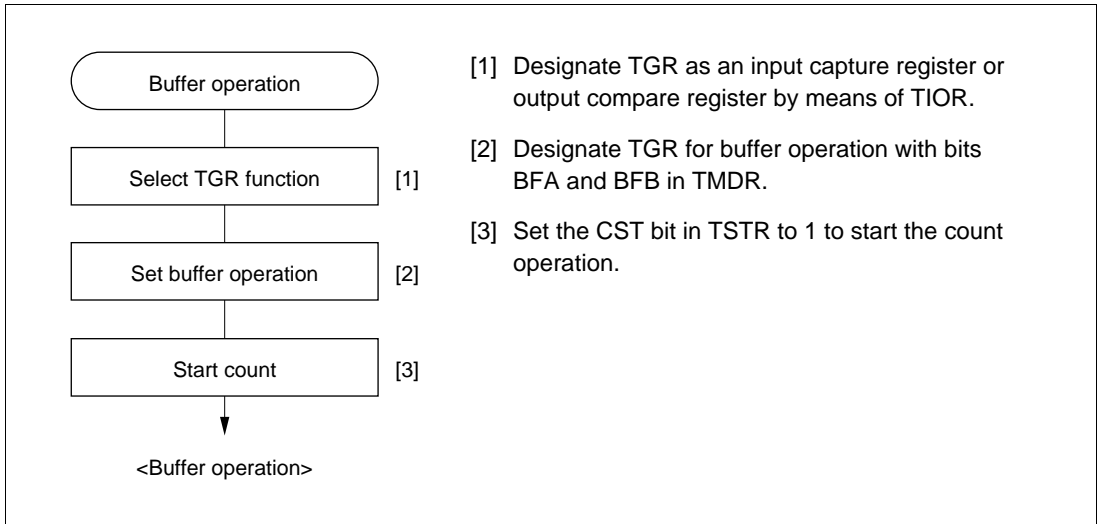 Buffer operation
Select TGR function [1]
Set buffer operation [2]
Start count [3]
<Buffer operation>
[1] Designate TGR as an input capture register or
output compare register by means of TIOR.
[2] Designate TGR for buffer operation with bits
BFA and BFB in TMDR.
[3] Set the CST bit in TSTR to 1 to start the count
operation.